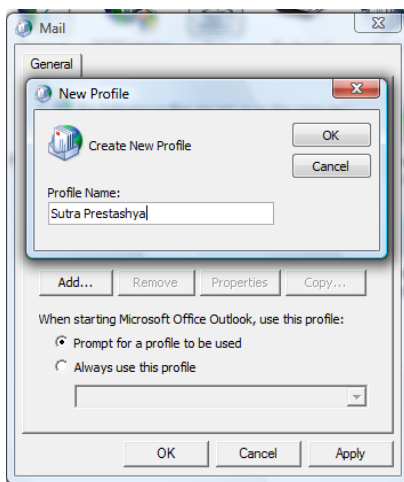 Mail
General
New Profile
Create New Profile
OK
Cancel
Profile Name:
Sutra Prestashya
Add... Remove Properties Copy...
When starting Microsoft Office Outlook, use this profile:
Prompt for a profile to be used
Always use this profile
OK Cancel Apply